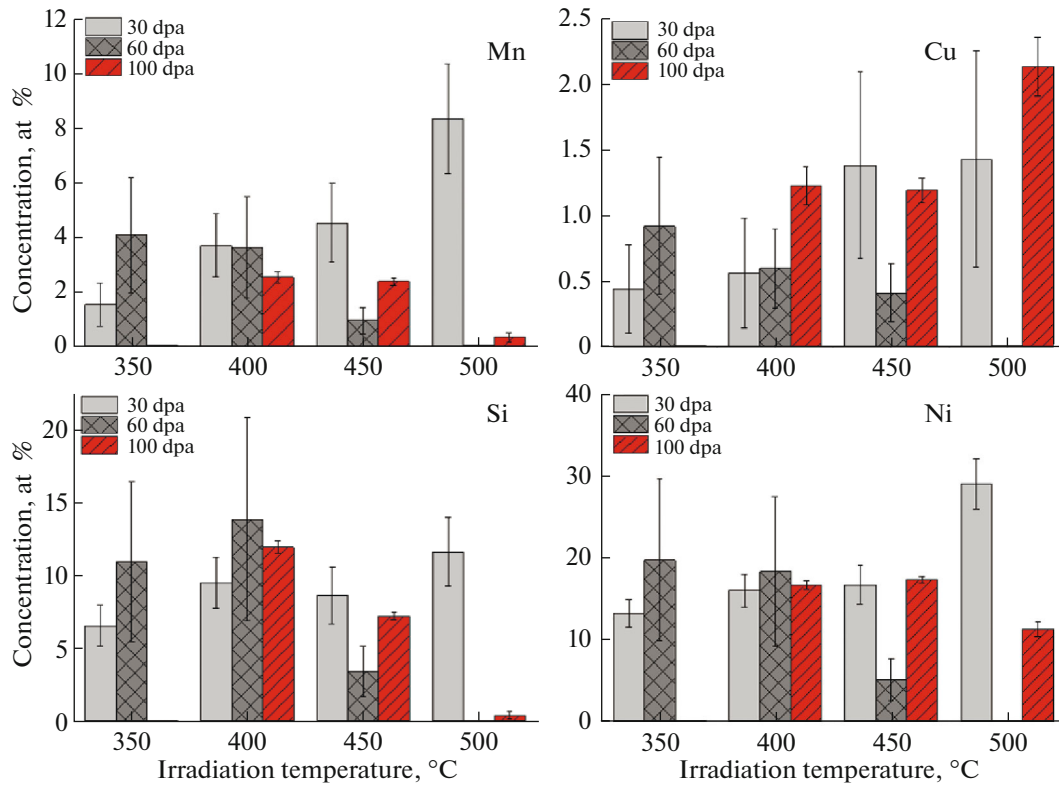 Concentration, at %
12
10
8
6
4
2
0
30 dpa
60 dpa
100 dpa
Mn
350
400
450
500
2.5
2.0
1.5
1.0
0.5
0
30 dpa
60 dpa
100 dpa
Cu
350
400
450
500
Concentration, at %
20
15
10
5
0
30 dpa
60 dpa
100 dpa
Si
350
400
450
500
Irradiation temperature, °C
40
30
20
10
0
30 dpa
60 dpa
100 dpa
Ni
350
400
450
500
Irradiation temperature, °C